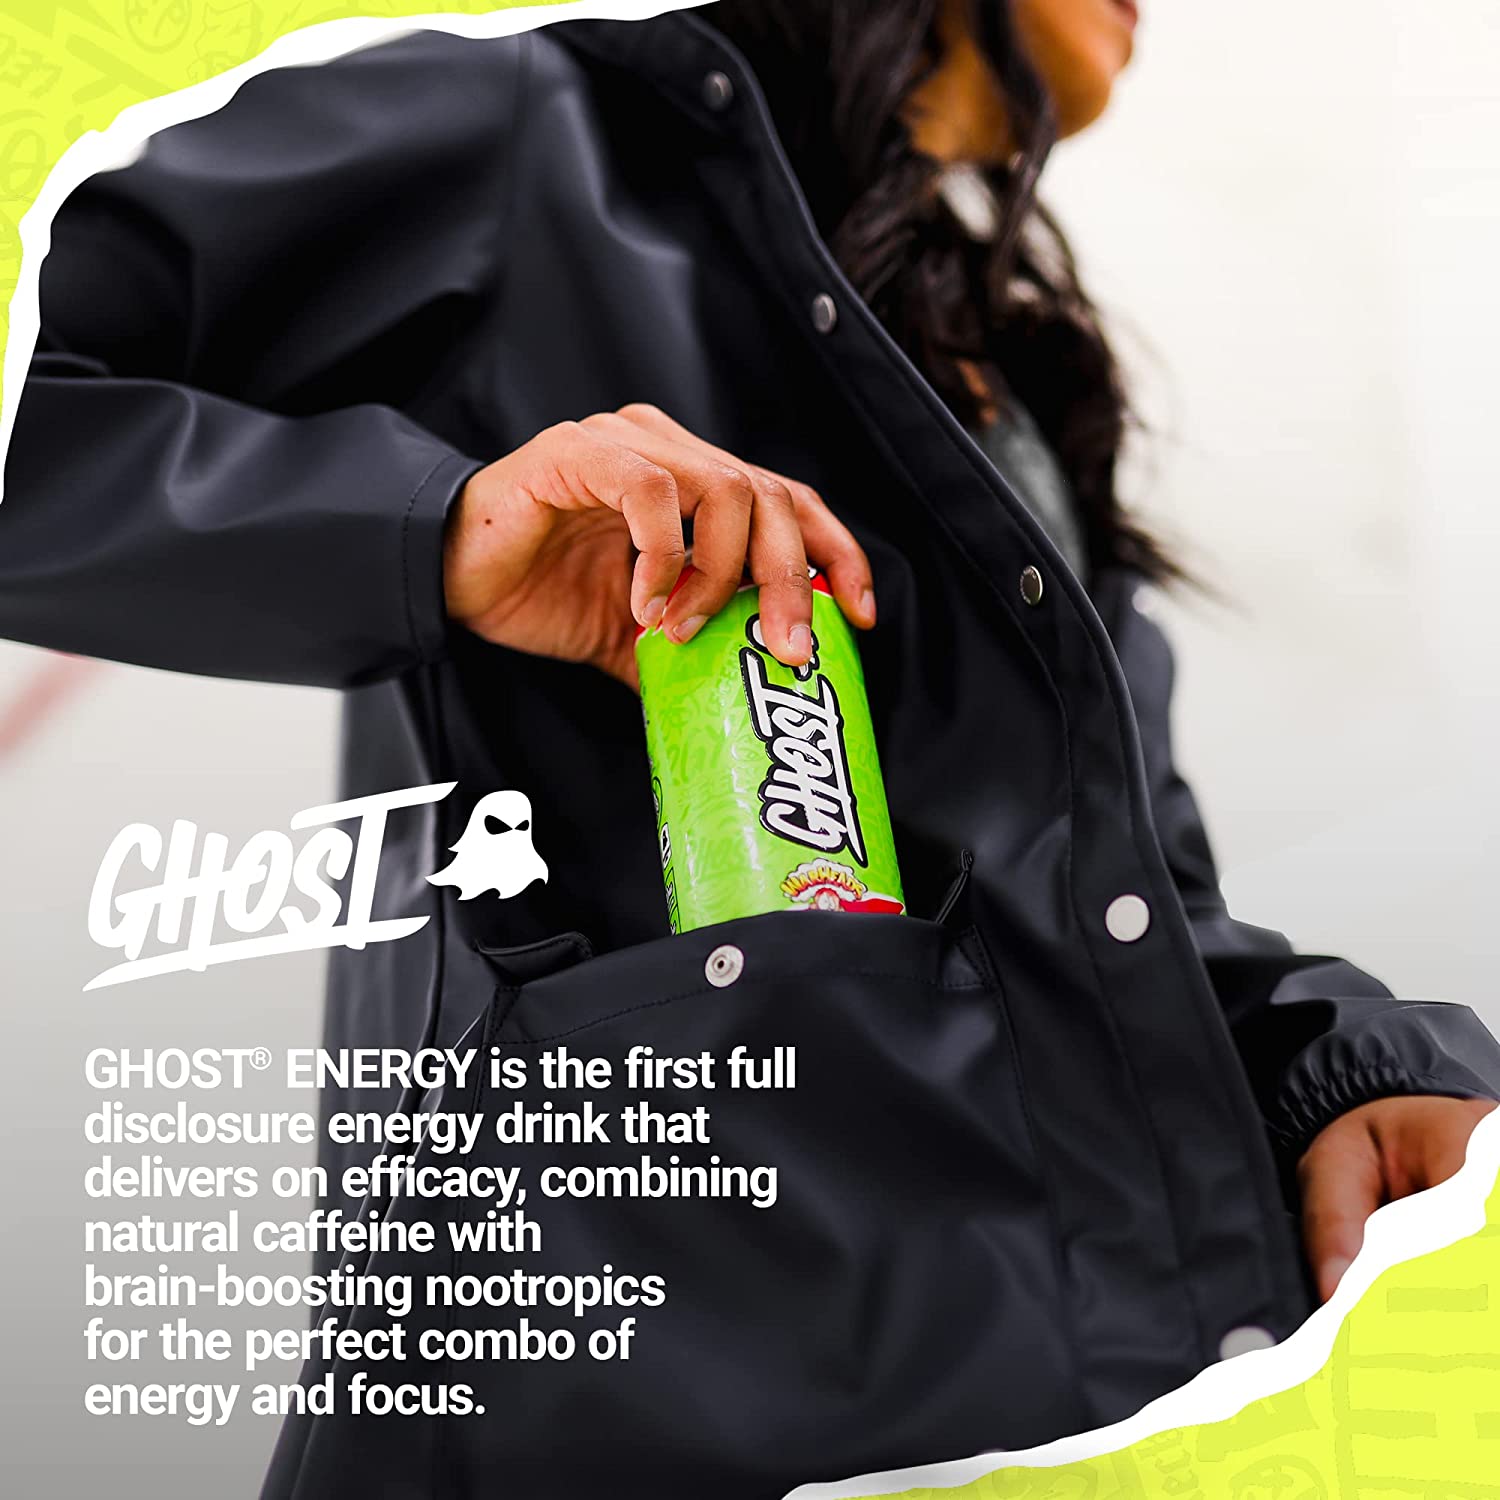 GHOST
WARHEADS
GHOST
GHOST® ENERGY is the first full
disclosure energy drink that
delivers on efficacy, combining
natural caffeine with
brain-boosting nootropics
for the perfect combo of
energy and focus.